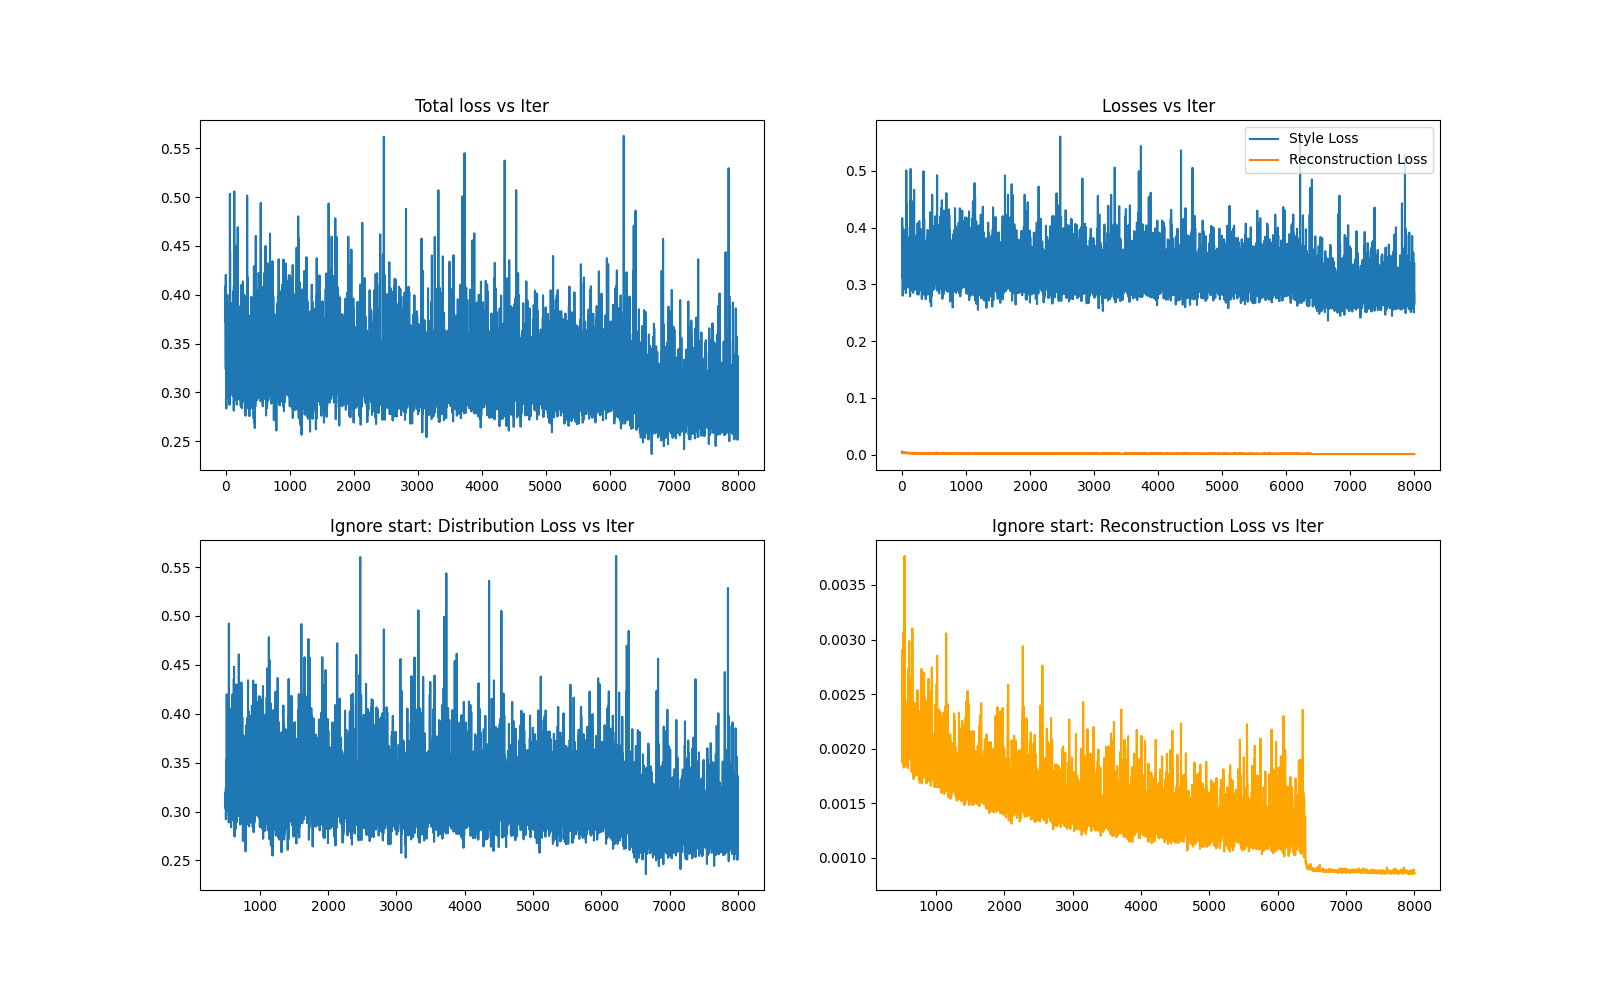 Total loss vs Iter
0.55
0.50
0.45
0.40
0.35
0.30
0.25
0 1000 2000 3000 4000 5000 6000 7000 8000
Losses vs Iter
Style Loss
Reconstruction Loss
0.5
0.4
0.3
0.2
0.1
0.0
0 1000 2000 3000 4000 5000 6000 7000 8000
Ignore start: Distribution Loss vs Iter
0.55
0.50
0.45
0.40
0.35
0.30
0.25
1000 2000 3000 4000 5000 6000 7000 8000
Ignore start: Reconstruction Loss vs Iter
0.0035
0.0030
0.0025
0.0020
0.0015
0.0010
1000 2000 3000 4000 5000 6000 7000 8000